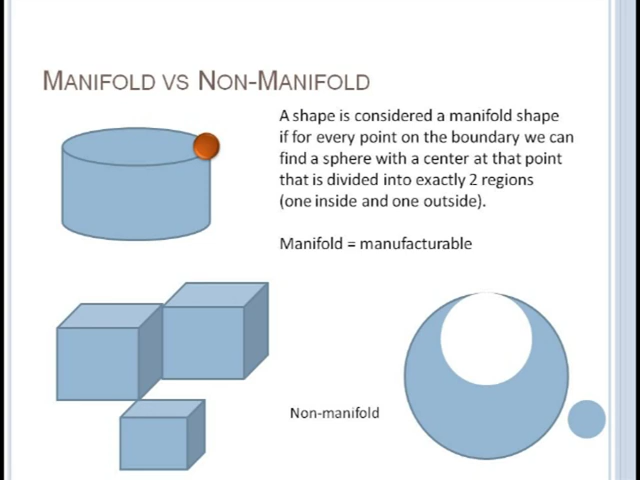 MANIFOLD VS NON-MANIFOLD
A shape is considered a manifold shape
if for every point on the boundary we can
find a sphere with a center at that point
that is divided into exactly 2 regions
(one inside and one outside).
Manifold = manufacturable
Non-manifold